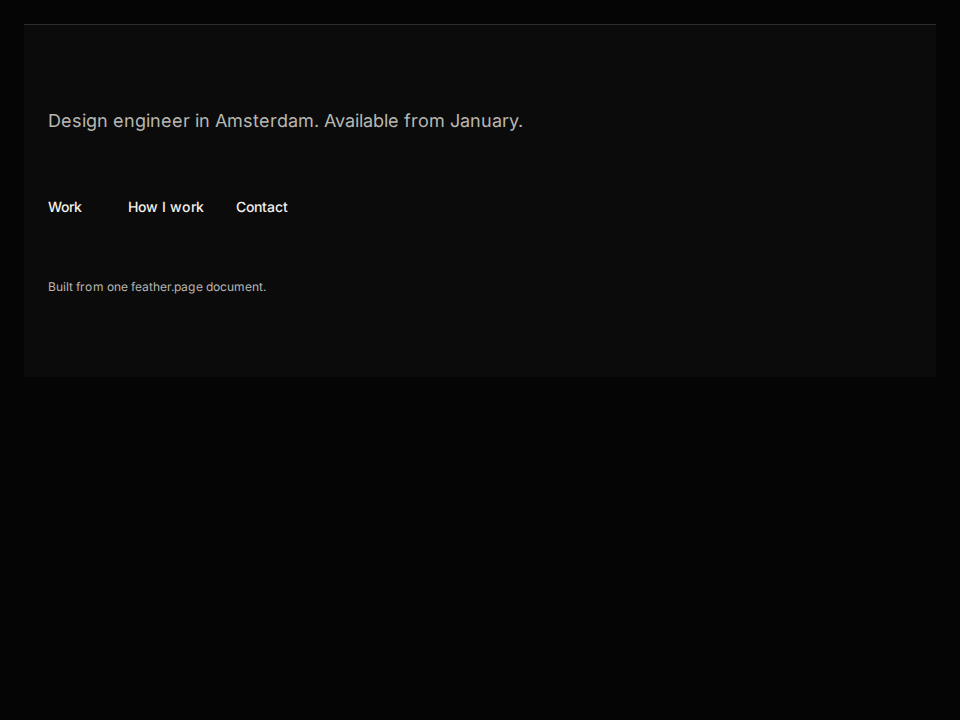 Design engineer in Amsterdam. Available from January.
Work How I work Contact
Built from one feather.page document.